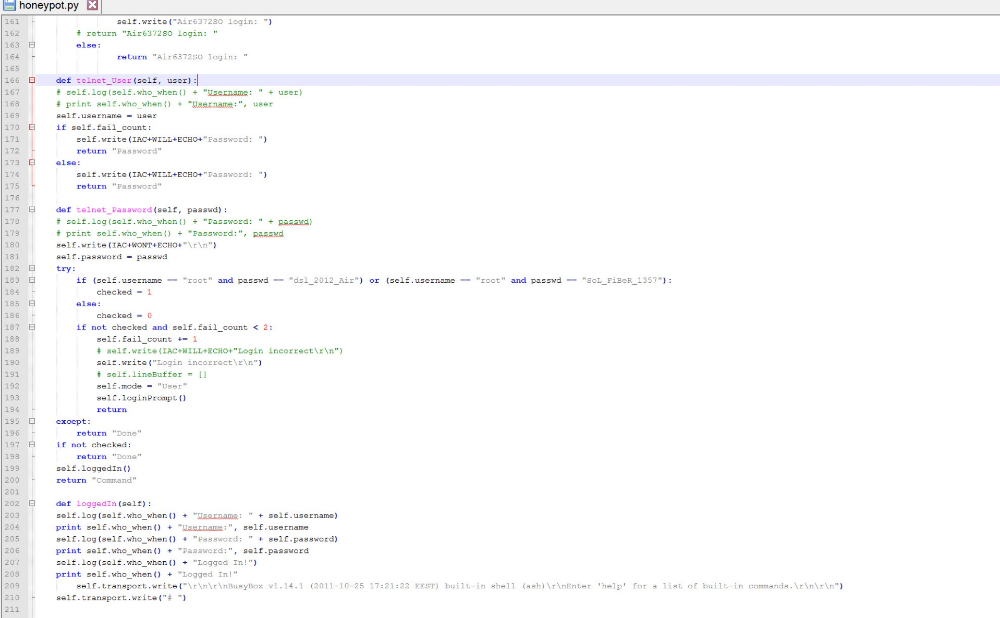 honeypot.py
161 self.write("Air6372SO login: ")
162 # return "Air6372SO login: "
163 else:
164 return "Air6372SO login: "
165
166 def telnet_User(self, user):
167 # self.log(self.who_when() + "Username: " + user)
168 # print self.who_when() + "Username:", user
169 self.username = user
170 if self.fail_count:
171 self.write(IAC+WILL+ECHO+"Password: ")
172 return "Password"
173 else:
174 self.write(IAC+WILL+ECHO+"Password: ")
175 return "Password"
176
177 def telnet_Password(self, passwd):
178 # self.log(self.who_when() + "Password: " + passwd)
179 # print self.who_when() + "Password:", passwd
180 self.write(IAC+WONT+ECHO+"\r\n")
181 self.password = passwd
182 try:
183 if (self.username == "root" and passwd == "dsl_2012_Air") or (self.username == "root" and passwd == "SoL_FiBeR_1357"):
184 checked = 1
185 else:
186 checked = 0
187 if not checked and self.fail_count < 2:
188 self.fail_count += 1
189 # self.write(IAC+WILL+ECHO+"Login incorrect\r\n")
190 self.write("Login incorrect\r\n")
191 # self.lineBuffer = []
192 self.mode = "User"
193 self.loginPrompt()
194 return
195 except:
196 return "Done"
197 if not checked:
198 return "Done"
199 self.loggedIn()
200 return "Command"
201
202 def loggedIn(self):
203 self.log(self.who_when() + "Username: " + self.username)
204 print self.who_when() + "Username:", self.username
205 self.log(self.who_when() + "Password: " + self.password)
206 print self.who_when() + "Password:", self.password
207 self.log(self.who_when() + "Logged In!")
208 print self.who_when() + "Logged In!"
209 self.transport.write("\r\n\r\nBusyBox v1.14.1 (2011-10-25 17:21:22 EEST) built-in shell (ash)\r\nEnter 'help' for a list of built-in commands.\r\n\r\n")
210 self.transport.write("# ")
211